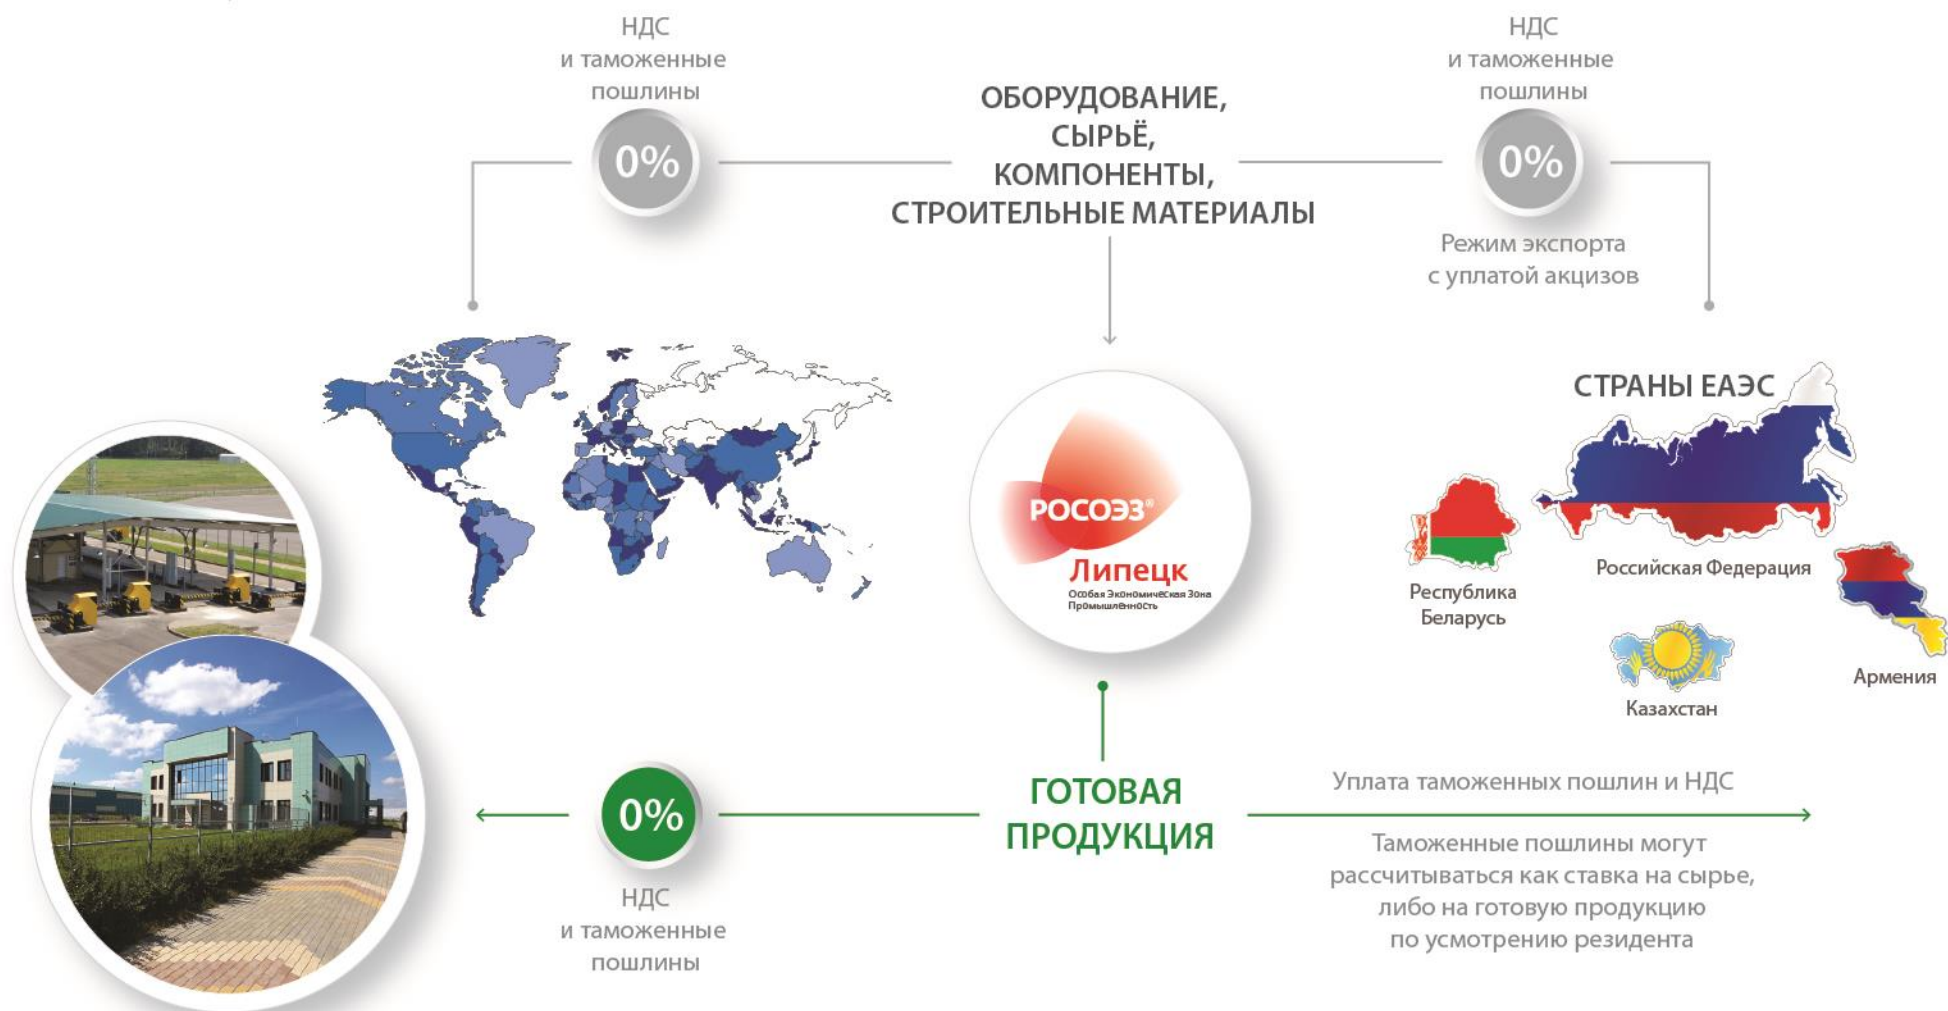 НДС
и таможенные
пошлины
0%
ОБОРУДОВАНИЕ,
СЫРЬЁ,
КОМПОНЕНТЫ,
СТРОИТЕЛЬНЫЕ МАТЕРИАЛЫ
НДС
и таможенные
пошлины
0%
Режим экспорта
с уплатой акцизов
РОСОЭЗ®
Липецк
Особая Экономическая Зона
Промышленность
СТРАНЫ ЕАЭС
Республика
Беларусь
Российская Федерация
Казахстан
Армения
0%
НДС
и таможенные
пошлины
ГОТОВАЯ
ПРОДУКЦИЯ
Уплата таможенных пошлин и НДС
Таможенные пошлины могут
рассчитываться как ставка на сырье,
либо на готовую продукцию
по усмотрению резидента